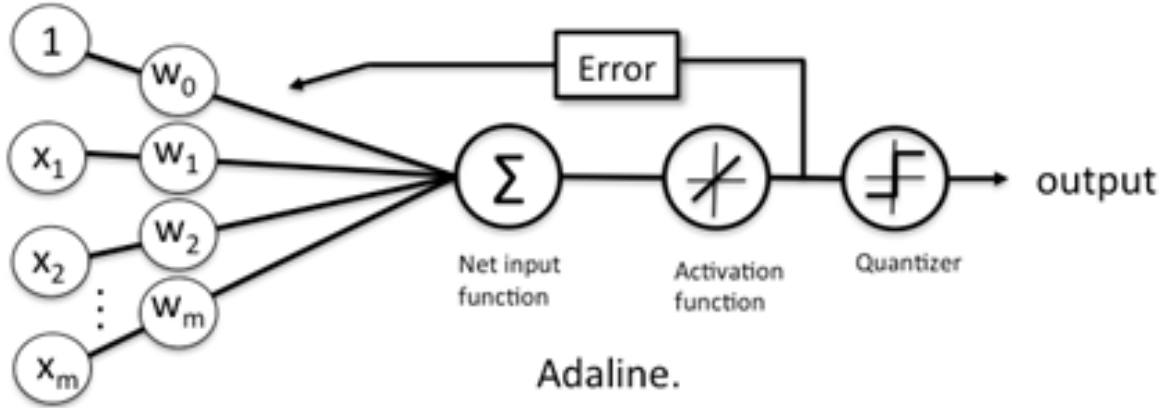 1
w0
x1
w1
x2
w2
⋮
xm
wm
Error
Σ
Net input
function
Activation
function
Quantizer
output
Adaline.